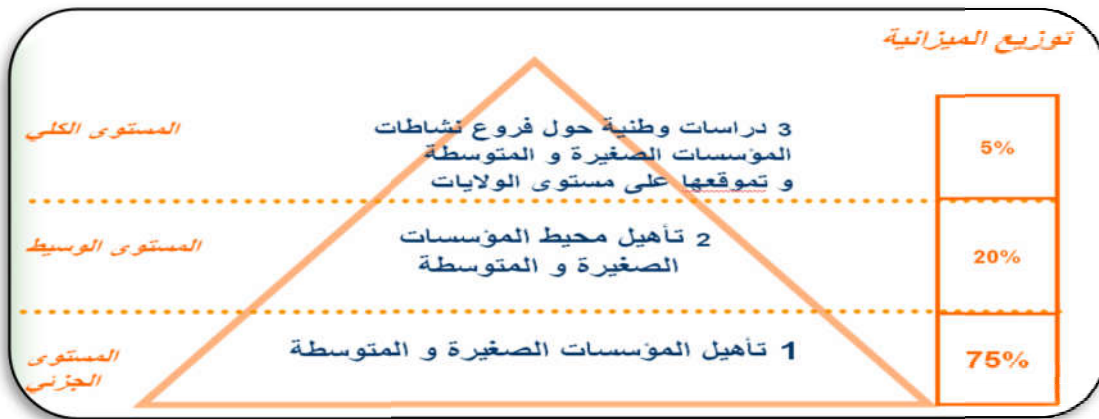 توزيع الميزانية
المستوى الكلي
3 دراسات وطنية حول فروع نشاطات
المؤسسات الصغيرة و المتوسطة
و تموقعها على مستوى الولايات
5%
المستوى الوسيط
2 تأهيل محيط المؤسسات
الصغيرة و المتوسطة
20%
المستوى
الجزئي
1 تأهيل المؤسسات الصغيرة و المتوسطة
75%